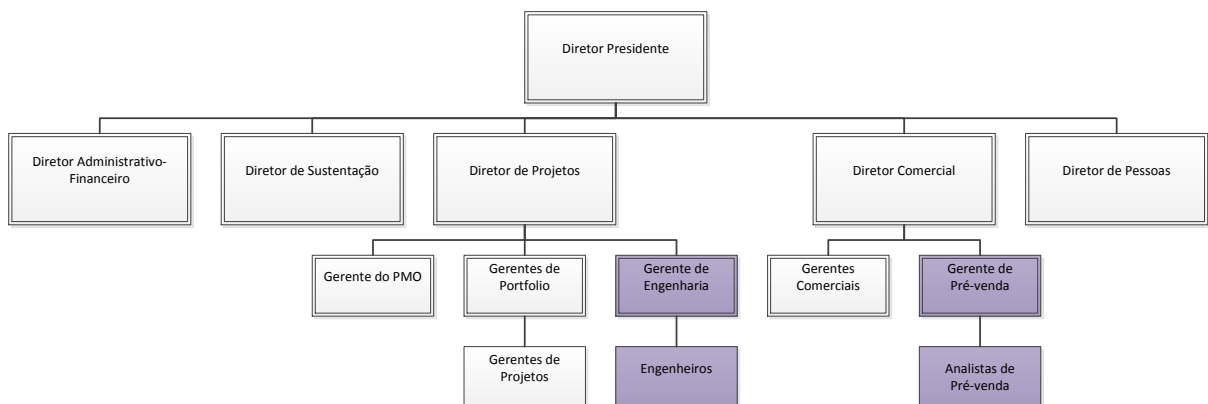 Diretor Presidente
Diretor Administrativo-
Financeiro
Diretor de Sustentação
Diretor de Projetos
Diretor Comercial
Diretor de Pessoas
Gerente do PMO
Gerentes de
Portfolio
Gerente de
Engenharia
Gerentes
Comerciais
Gerente de
Pré-venda
Gerentes de
Projetos
Engenheiros
Analistas de
Pré-venda